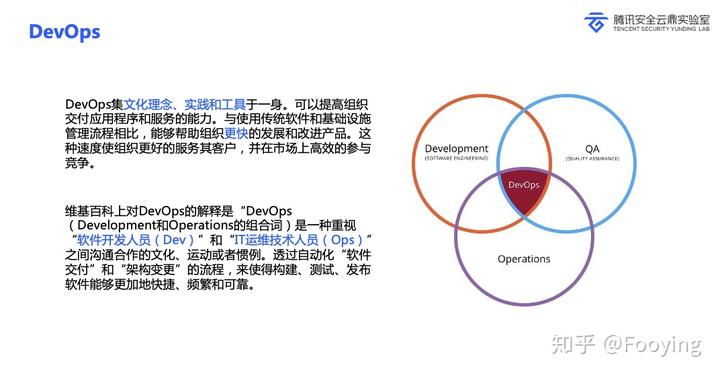 DevOps
腾讯安全云鼎实验室
TENCENT SECURITY YUNDING LAB
DevOps集文化理念、实践和工具于一身。可以提高组织
交付应用程序和服务的能力。与使用传统软件和基础设施
管理流程相比，能够帮助组织更快的发展和改进产品。这
种速度使组织更好的服务其客户，并在市场上高效的参与
竞争。
维基百科上对DevOps的解释是“DevOps
（Development和Operations的组合词）是一种重视
“软件开发人员（Dev）”和“IT运维技术人员（Ops）”
之间沟通合作的文化、运动或者惯例。透过自动化“软件
交付”和“架构变更”的流程，来使得构建、测试、发布
软件能够更加地快捷、频繁和可靠。
Development
(SOFTWARE ENGINEERING)
QA
(QUALITY ASSURANCE)
DevOps
Operations
知乎 @Fooying